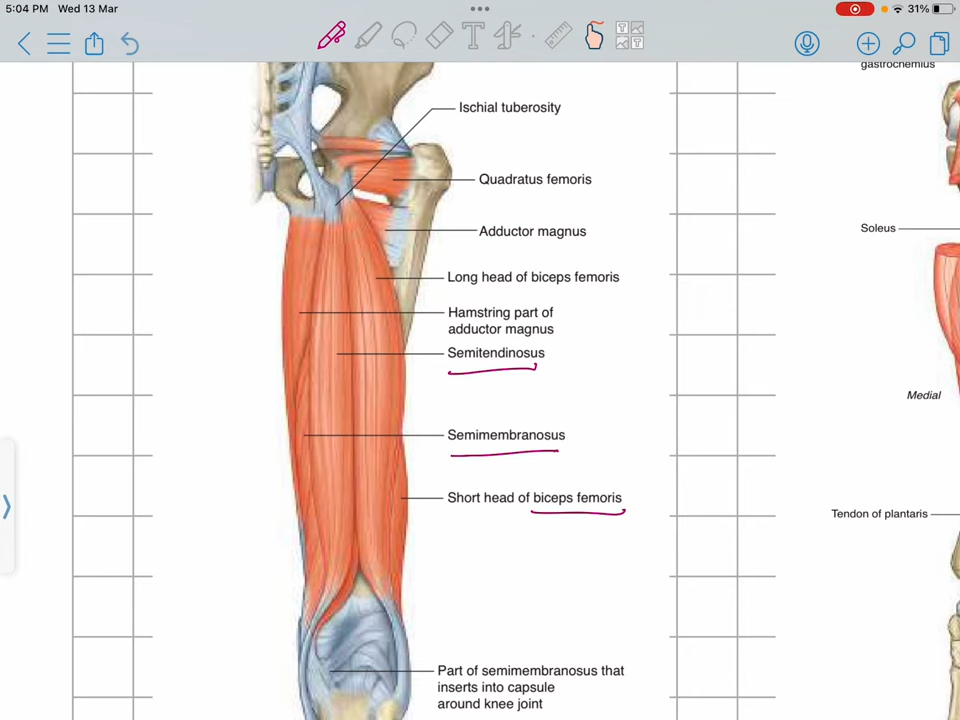 5:04 PM Wed 13 Mar
31%
gastrochemius
Ischial tuberosity
Quadratus femoris
Adductor magnus
Soleus
Long head of biceps femoris
Hamstring part of
adductor magnus
Semitendinosus
Medial
Semimembranosus
Short head of biceps femoris
Tendon of plantaris
Part of semimembranosus that
inserts into capsule
around knee joint